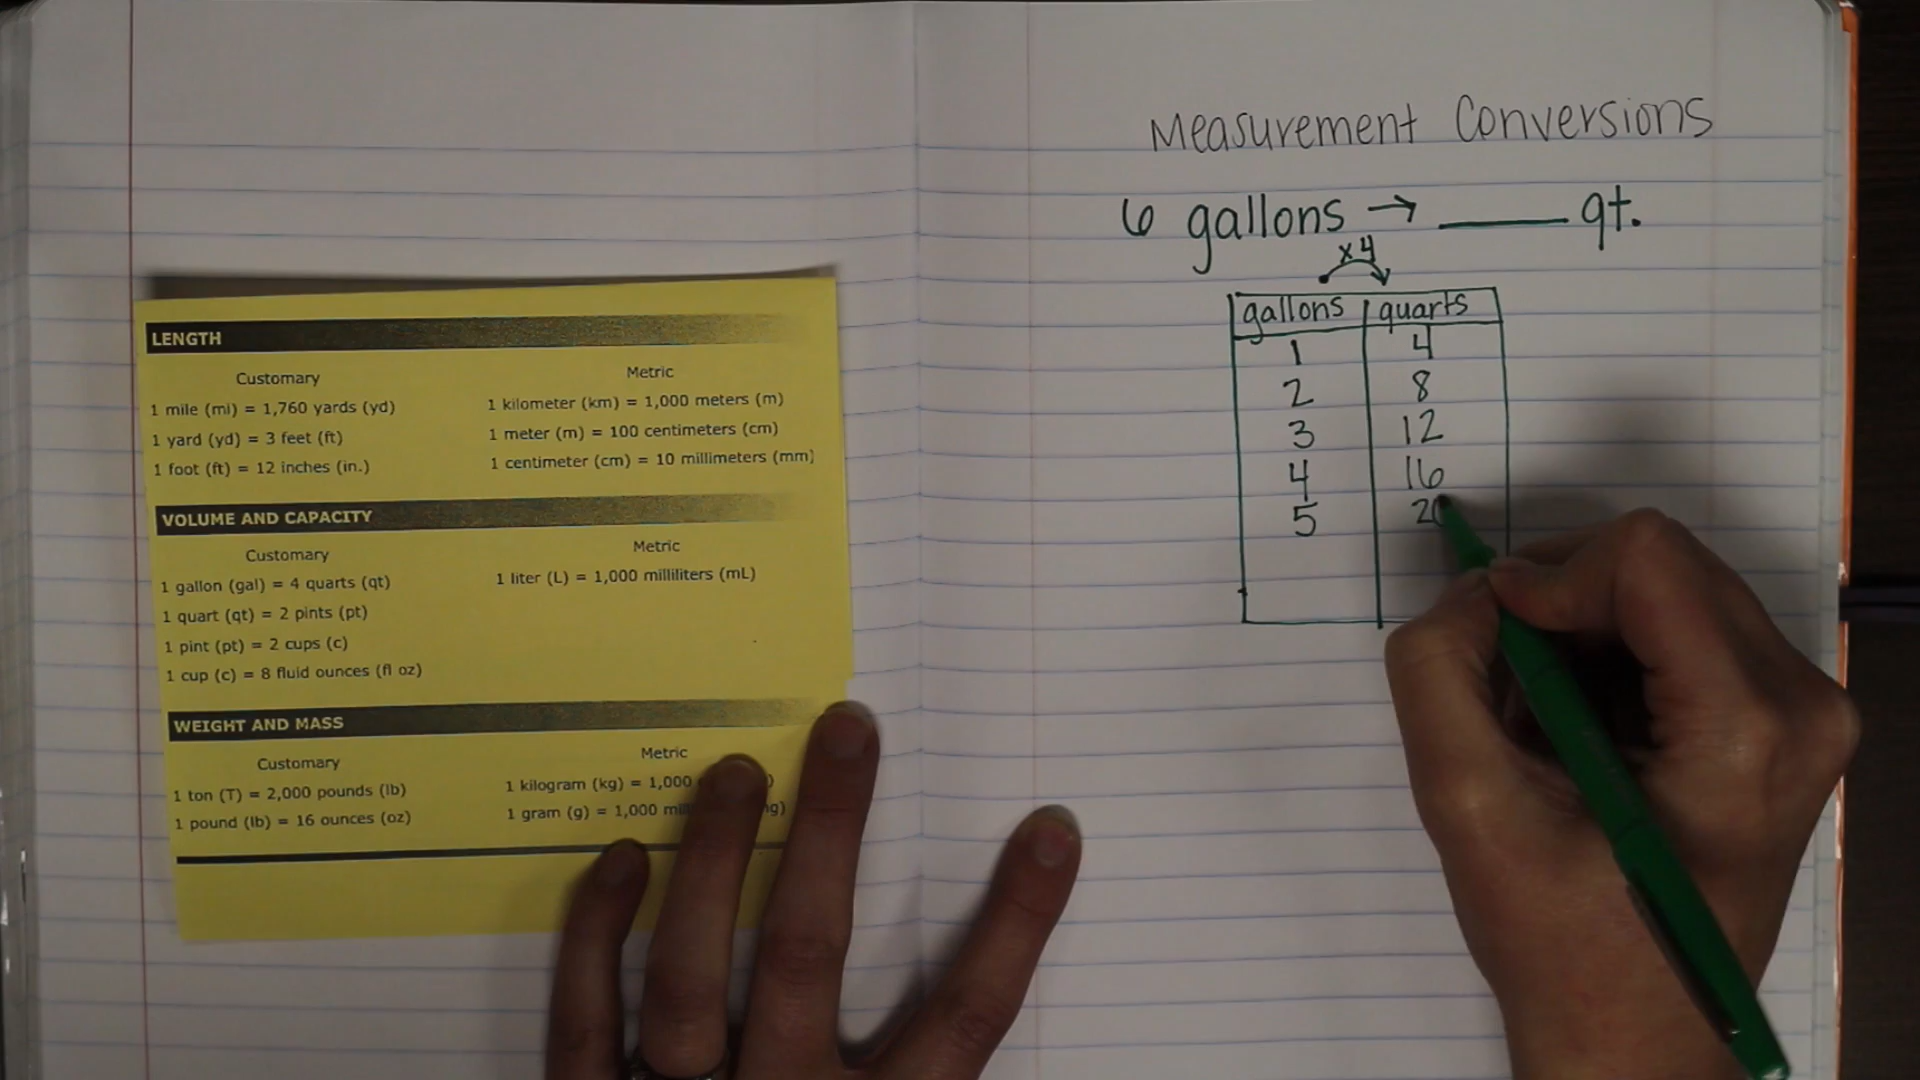 LENGTH
Customary
Metric
1 mile (mi) = 1,760 yards (yd)
1 kilometer (km) = 1,000 meters (m)
1 yard (yd) = 3 feet (ft)
1 meter (m) = 100 centimeters (cm)
1 foot (ft) = 12 inches (in.)
1 centimeter (cm) = 10 millimeters (mm)
VOLUME AND CAPACITY
Customary
Metric
1 gallon (gal) = 4 quarts (qt)
1 liter (L) = 1,000 milliliters (mL)
1 quart (qt) = 2 pints (pt)
1 pint (pt) = 2 cups (c)
1 cup (c) = 8 fluid ounces (fl oz)
WEIGHT AND MASS
Customary
Metric
1 ton (T) = 2,000 pounds (lb)
1 kilogram (kg) = 1,000
1 pound (lb) = 16 ounces (oz)
1 gram (g) = 1,000
Measurement Conversions
6 gallons → ____ qt.
x4
gallons quarts
1 4
2 8
3 12
4 16
5 20